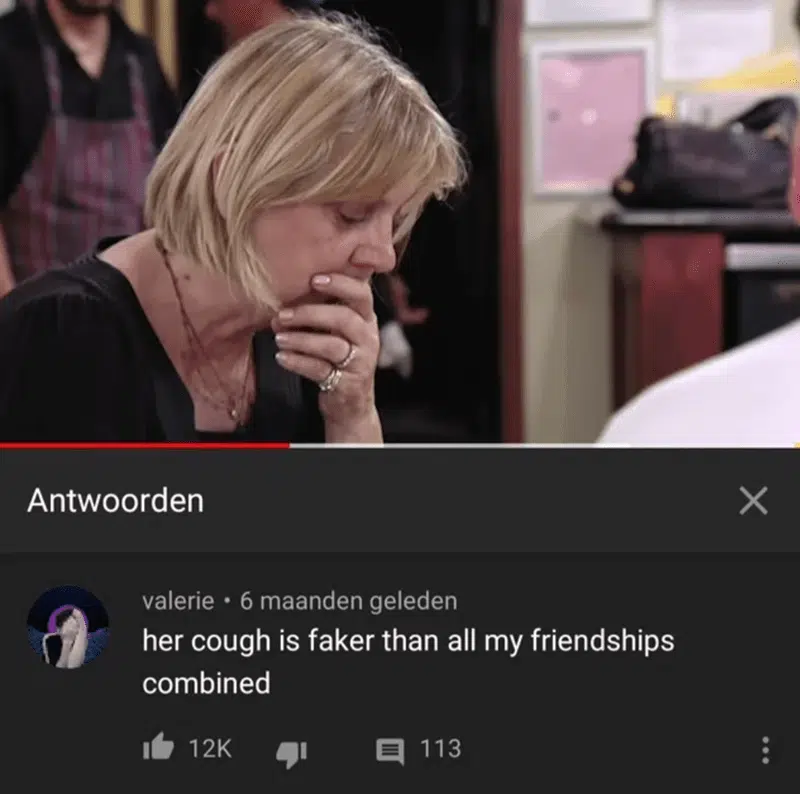 Antwoorden
valerie • 6 maanden geleden
her cough is faker than all my friendships
combined
12K
113